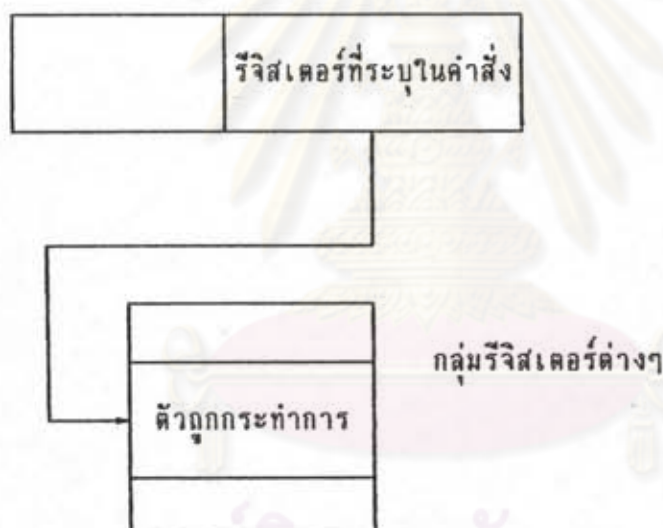 รีจิสเตอร์ที่ระบุในคำสั่ง
กลุ่มรีจิสเตอร์ต่างๆ
ตัวถูกกระทำการ